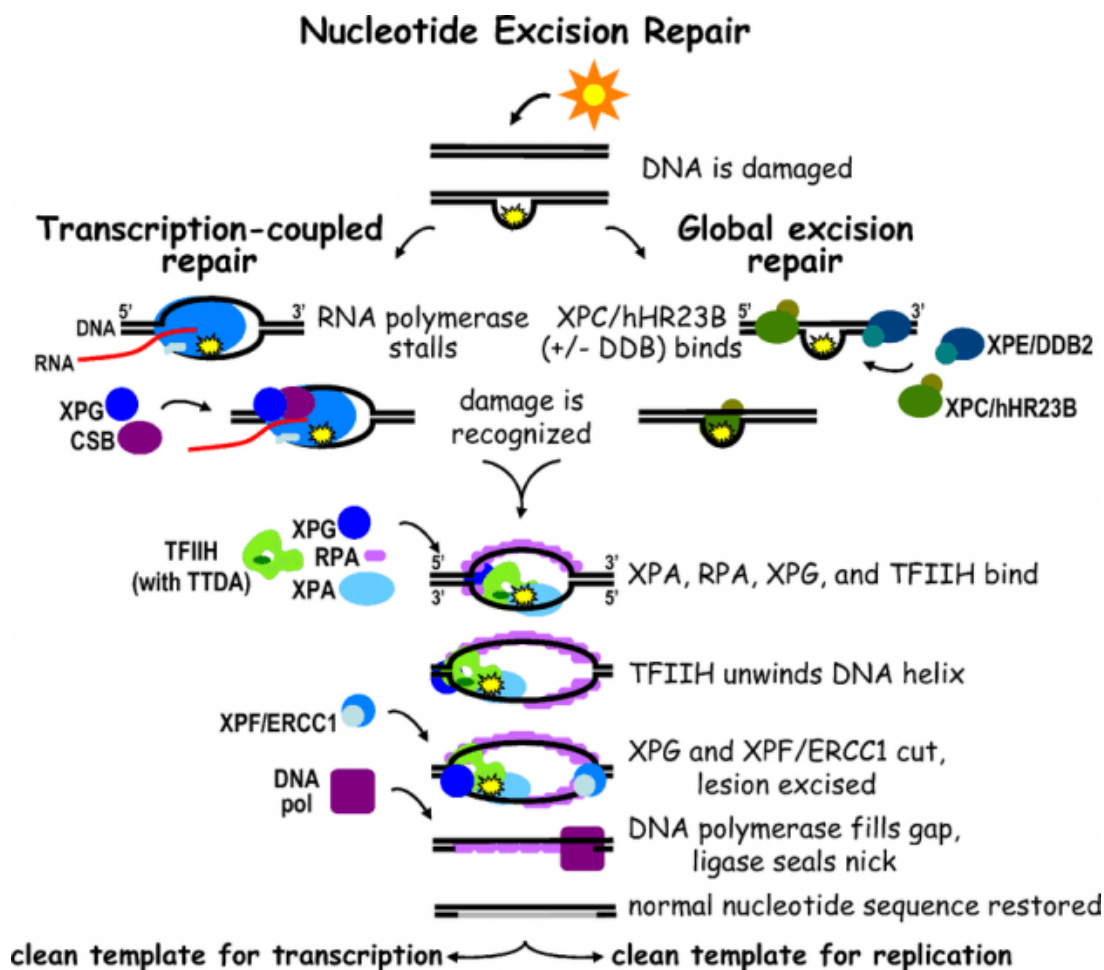 Nucleotide Excision Repair
DNA is damaged
Transcription-coupled
repair
Global excision
repair
5'
3'
DNA
RNA
RNA polymerase
stalls
XPC/hHR23B
(+/- DDB) binds
5'
3'
XPE/DDB2
XPC/hHR23B
XPG
CSB
damage is
recognized
TFIIH
(with TTDA)
XPG
RPA
XPA
5'
3'
3'
5'
XPA, RPA, XPG, and TFIIH bind
TFIIH unwinds DNA helix
XPF/ERCC1
XPG and XPF/ERCC1 cut,
lesion excised
DNA
pol
DNA polymerase fills gap,
ligase seals nick
normal nucleotide sequence restored
clean template for transcription
clean template for replication